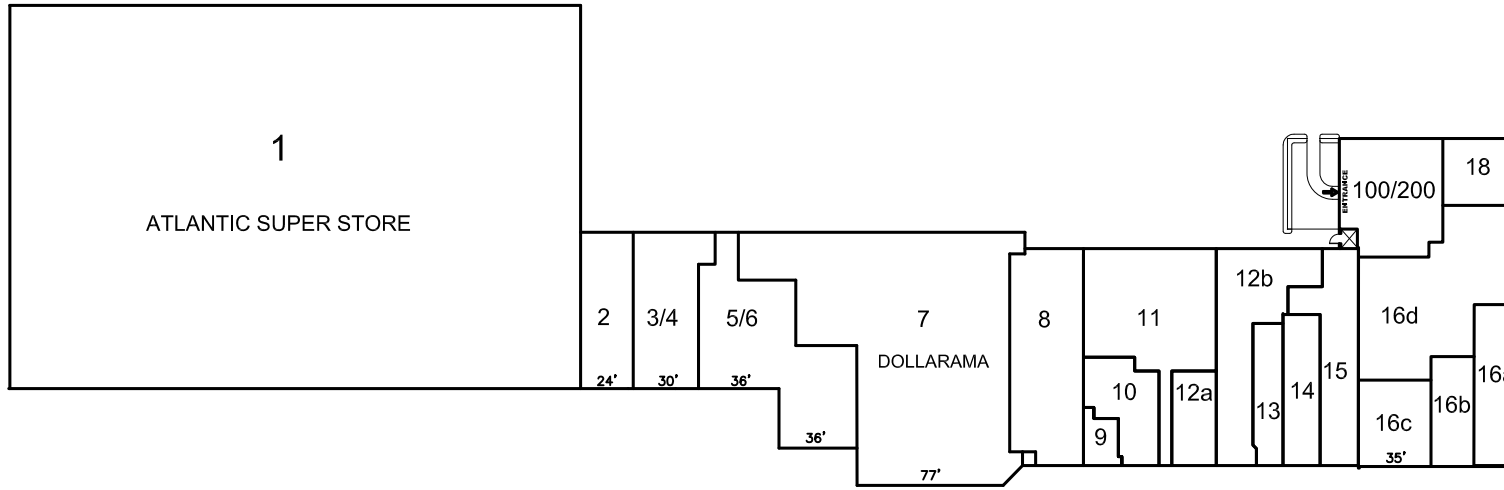 1
ATLANTIC SUPER STORE
2
24'
3/4
30'
5/6
36'
36'
7
DOLLARAMA
77'
8
9
10
11
12a
12b
13
14
15
ENTRANCE
100/200
18
16d
16c
35'
16b
16a